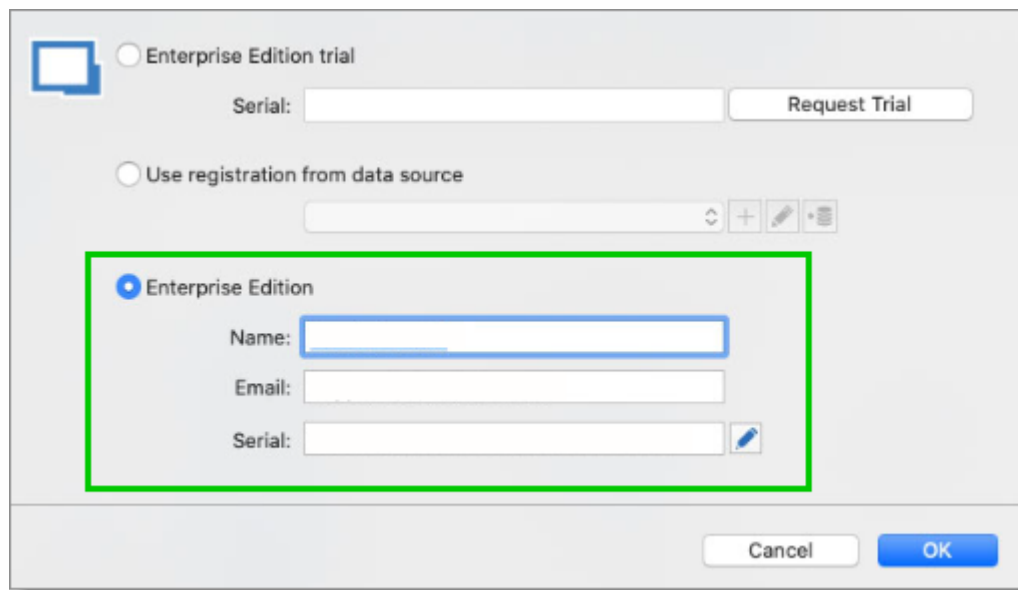 Enterprise Edition trial
Serial:
Request Trial
Use registration from data source
Enterprise Edition
Name:
Email:
Serial:
Cancel
OK